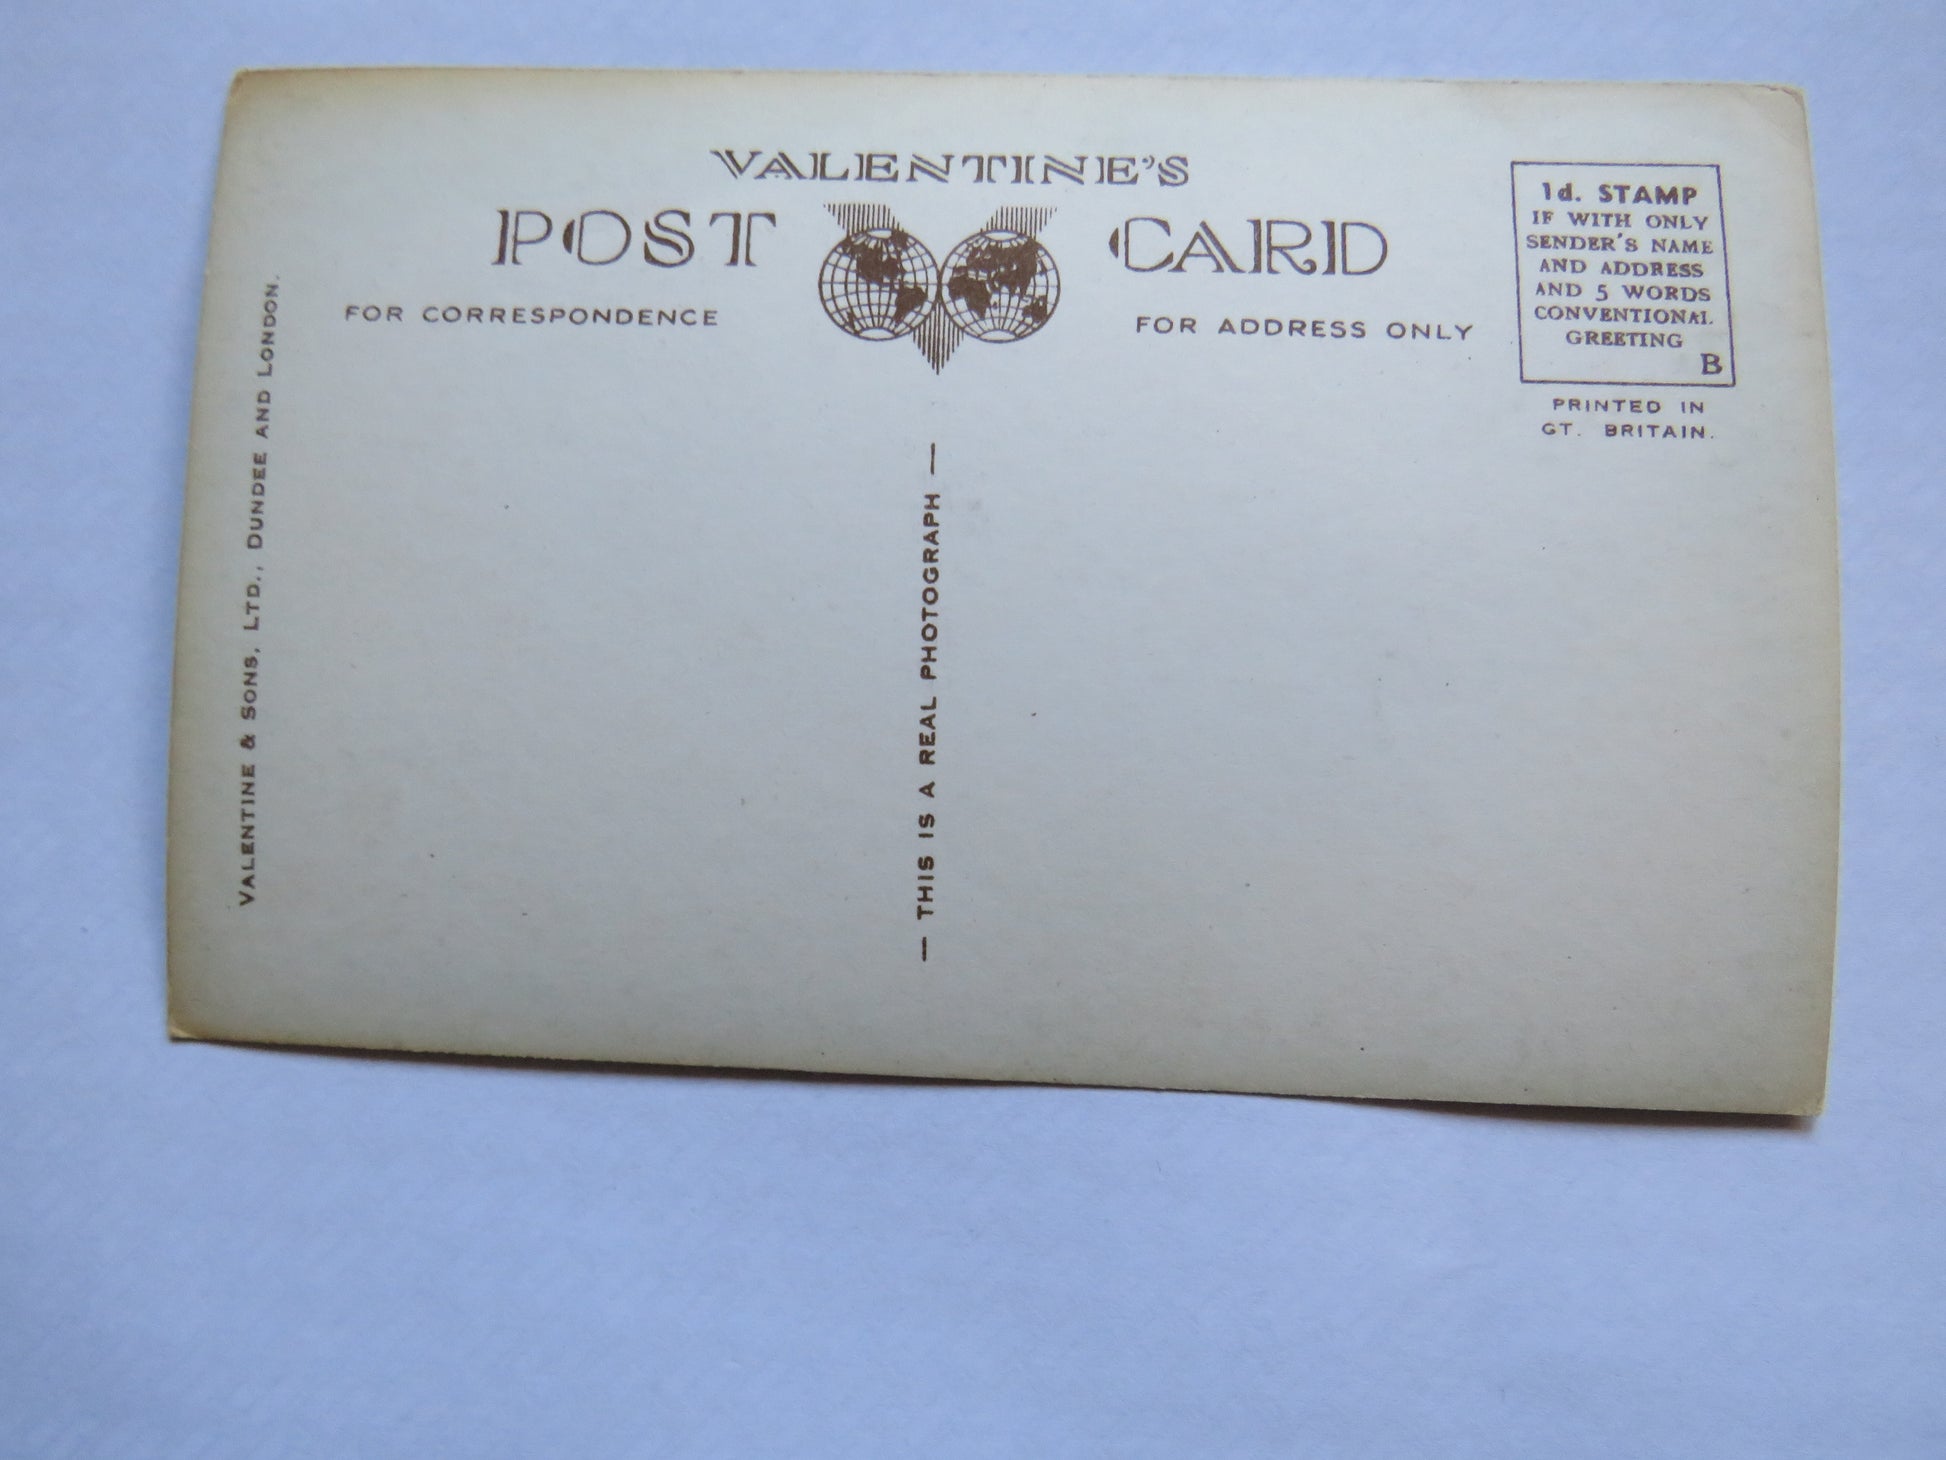 VALENTINE'S
POST CARD
FOR CORRESPONDENCE
FOR ADDRESS ONLY
1d. STAMP
IF WITH ONLY
SENDER'S NAME
AND ADDRESS
AND 5 WORDS
CONVENTIONAL
GREETING
B
PRINTED IN
GT. BRITAIN.
VALENTINE & SONS, LTD., DUNDEE AND LONDON.
— THIS IS A REAL PHOTOGRAPH —